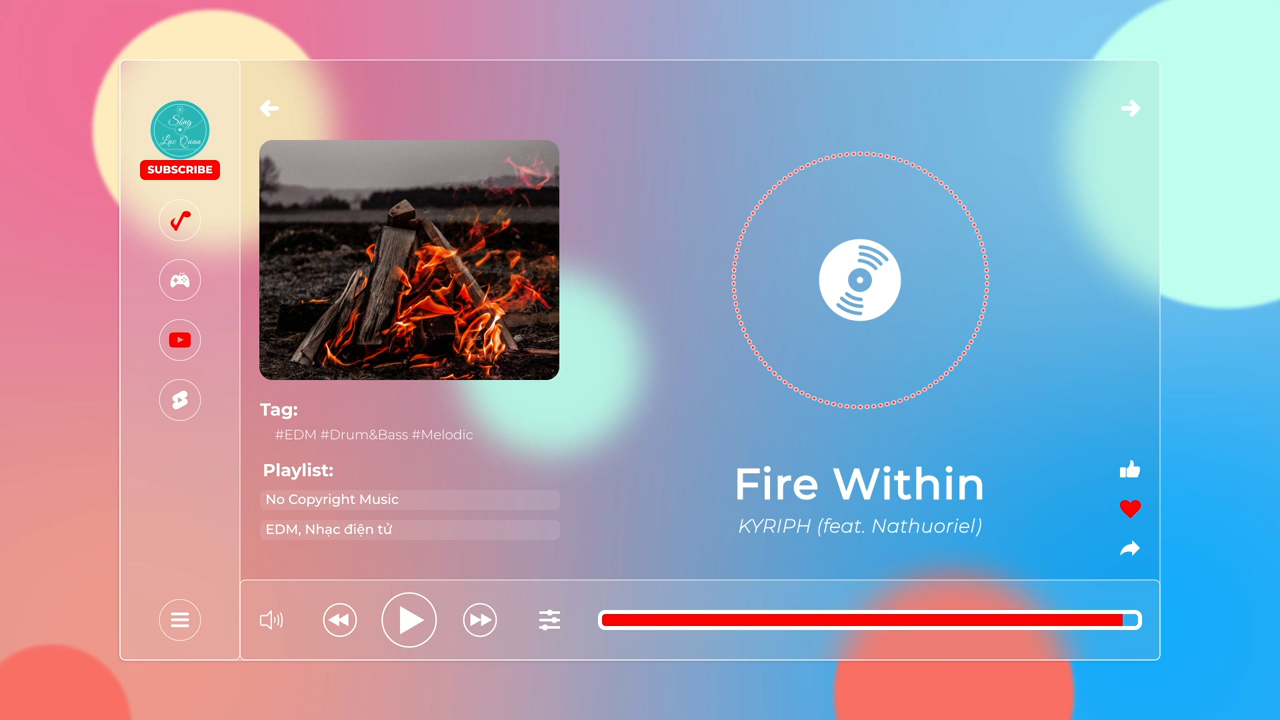 Sống
Lạc Quan
SUBSCRIBE
Tag:
#EDM #Drum&Bass #Melodic
Playlist:
No Copyright Music
EDM, Nhạc điện tử
Fire Within
KYRIPH (feat. Nathuoriel)